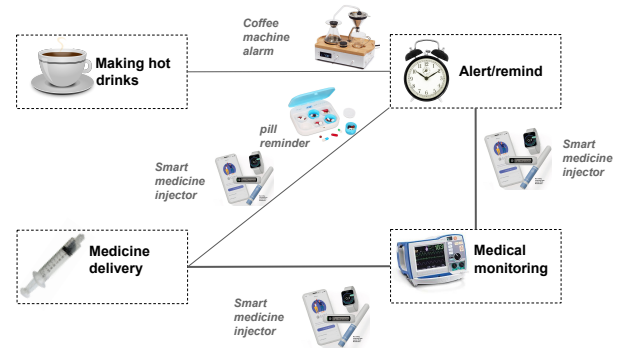 Coffee
machine
alarm
Making hot
drinks
Alert/remind
pill
reminder
Smart
medicine
injector
Smart
medicine
injector
Medicine
delivery
Medical
monitoring
Smart
medicine
injector